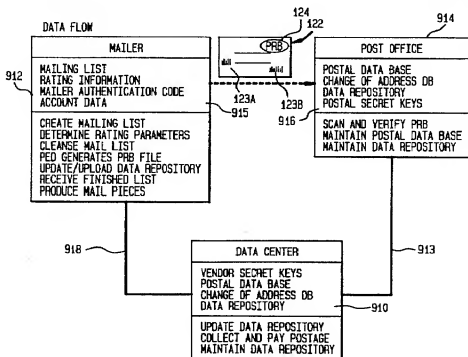 DATA FLOW
MAILER
MAILING LIST
RATING INFORMATION
MAILER AUTHENTICATION CODE
ACCOUNT DATA
CREATE MAILING LIST
DETERMINE RATING PARAMETERS
CLEANSE MAIL LIST
PED GENERATES PRB FILE
UPDATE/UPLOAD DATA REPOSITORY
RECEIVE FINISHED LIST
PRODUCE MAIL PIECES
912
915
124
122
PRB
123A
123B
914
POST OFFICE
POSTAL DATA BASE
CHANGE OF ADDRESS DB
DATA REPOSITORY
POSTAL SECRET KEYS
916
SCAN AND VERIFY PRB
MAINTAIN POSTAL DATA BASE
MAINTAIN DATA REPOSITORY
918
913
DATA CENTER
VENDOR SECRET KEYS
POSTAL DATA BASE
CHANGE OF ADDRESS DB
DATA REPOSITORY
910
UPDATE DATA REPOSITORY
COLLECT AND PAY POSTAGE
MAINTAIN DATA REPOSITORY